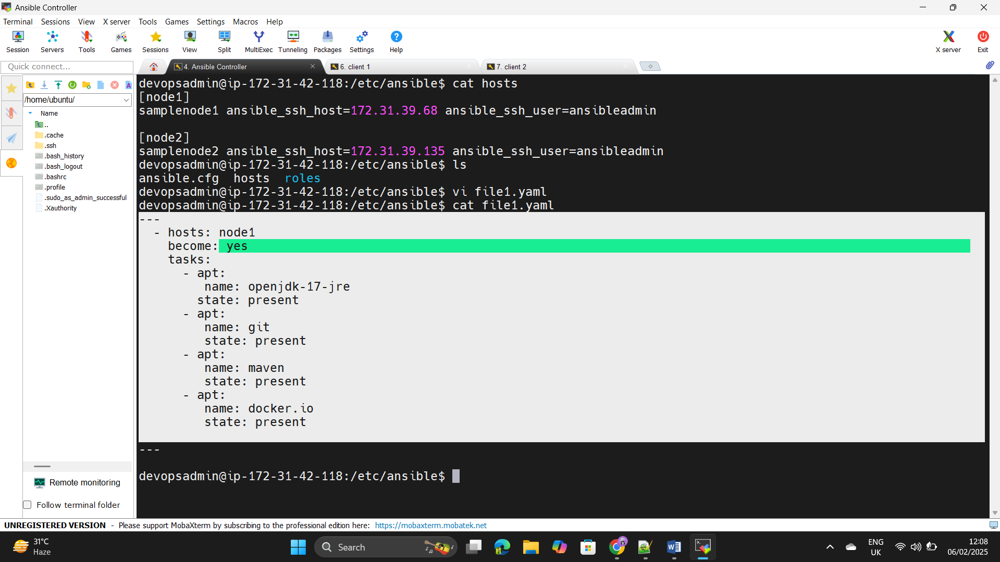 Ansible Controller
Terminal Sessions View X server Tools Games Settings Macros Help
Session Servers Tools Games Sessions View Split MultiExec Tunneling Packages Settings Help X server Exit
Quick connect...
4. Ansible Controller
6. client 1
7. client 2
/home/ubuntu/
Name
..
.cache
.ssh
.bash_history
.bash_logout
.bashrc
.profile
.sudo_as_admin_successful
.Xauthority
Remote monitoring
Follow terminal folder
devopsadmin@ip-172-31-42-118:/etc/ansible$ cat hosts
[node1]
samplenode1 ansible_ssh_host=172.31.39.68 ansible_ssh_user=ansibleadmin
[node2]
samplenode2 ansible_ssh_host=172.31.39.135 ansible_ssh_user=ansibleadmin
devopsadmin@ip-172-31-42-118:/etc/ansible$ ls
ansible.cfg  hosts  roles
devopsadmin@ip-172-31-42-118:/etc/ansible$ vi file1.yaml
devopsadmin@ip-172-31-42-118:/etc/ansible$ cat file1.yaml
---
  - hosts: node1
    become: yes
    tasks:
      - apt:
         name: openjdk-17-jre
        state: present
      - apt:
         name: git
         state: present
      - apt:
         name: maven
         state: present
      - apt:
         name: docker.io
         state: present
---
devopsadmin@ip-172-31-42-118:/etc/ansible$
UNREGISTERED VERSION - Please support MobaXterm by subscribing to the professional edition here: https://mobaxterm.mobatek.net
31°C
Haze
Search
ENG
UK
12:08
06/02/2025